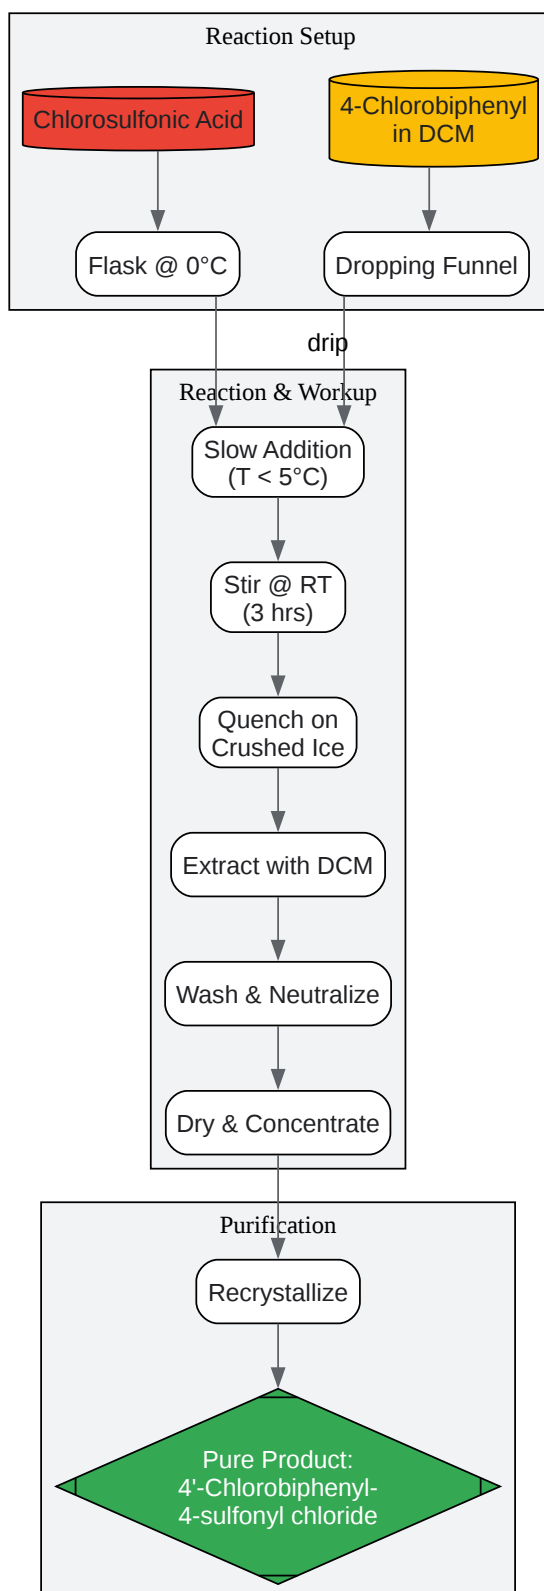 Reaction Setup
Chlorosulfonic Acid
4-Chlorobiphenyl
in DCM
Flask @ 0°C
Dropping Funnel
drip
Reaction & Workup
Slow Addition
(T < 5°C)
Stir @ RT
(3 hrs)
Quench on
Crushed Ice
Extract with DCM
Wash & Neutralize
Dry & Concentrate
Purification
Recrystallize
Pure Product:
4'-Chlorobiphenyl-
4-sulfonyl chloride